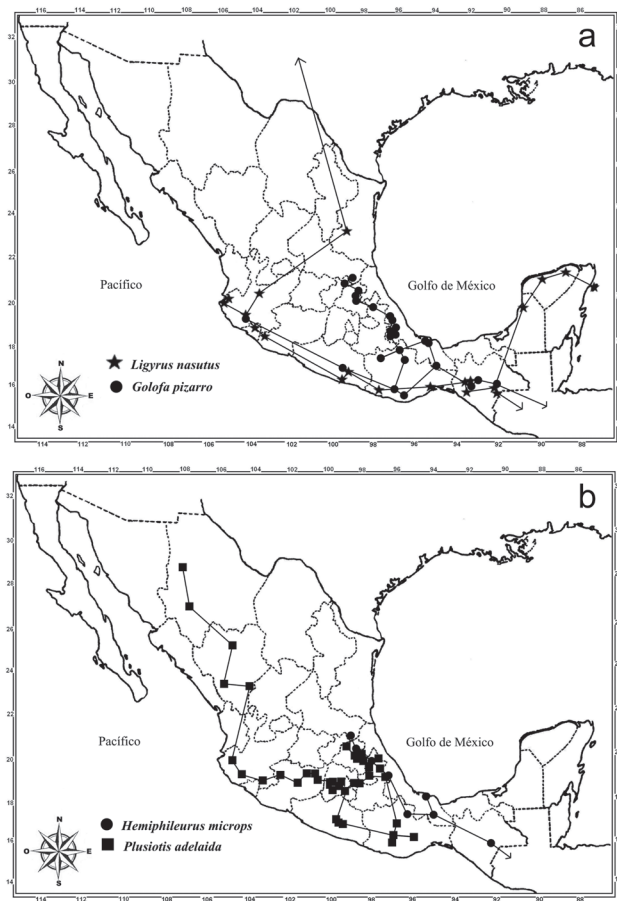 116 114 112 110 108 106 104 102 100 98 96 94 92 90 88 86
a
32
30
28
26
24
22
20
18
16
14
Pacífico
Golfo de México
Ligyrus nasutus
Golofa pizarro
N
O E
S
114 112 110 108 106 104 102 100 98 96 94 92 90 88 86
116 114 112 110 108 106 104 102 100 98 96 94 92 90 88 86
b
32
30
28
26
24
22
20
18
16
14
Pacífico
Golfo de México
Hemiphileurus microps
Plusiotis adelaida
N
O E
S
114 112 110 108 106 104 102 100 98 96 94 92 90 88 86